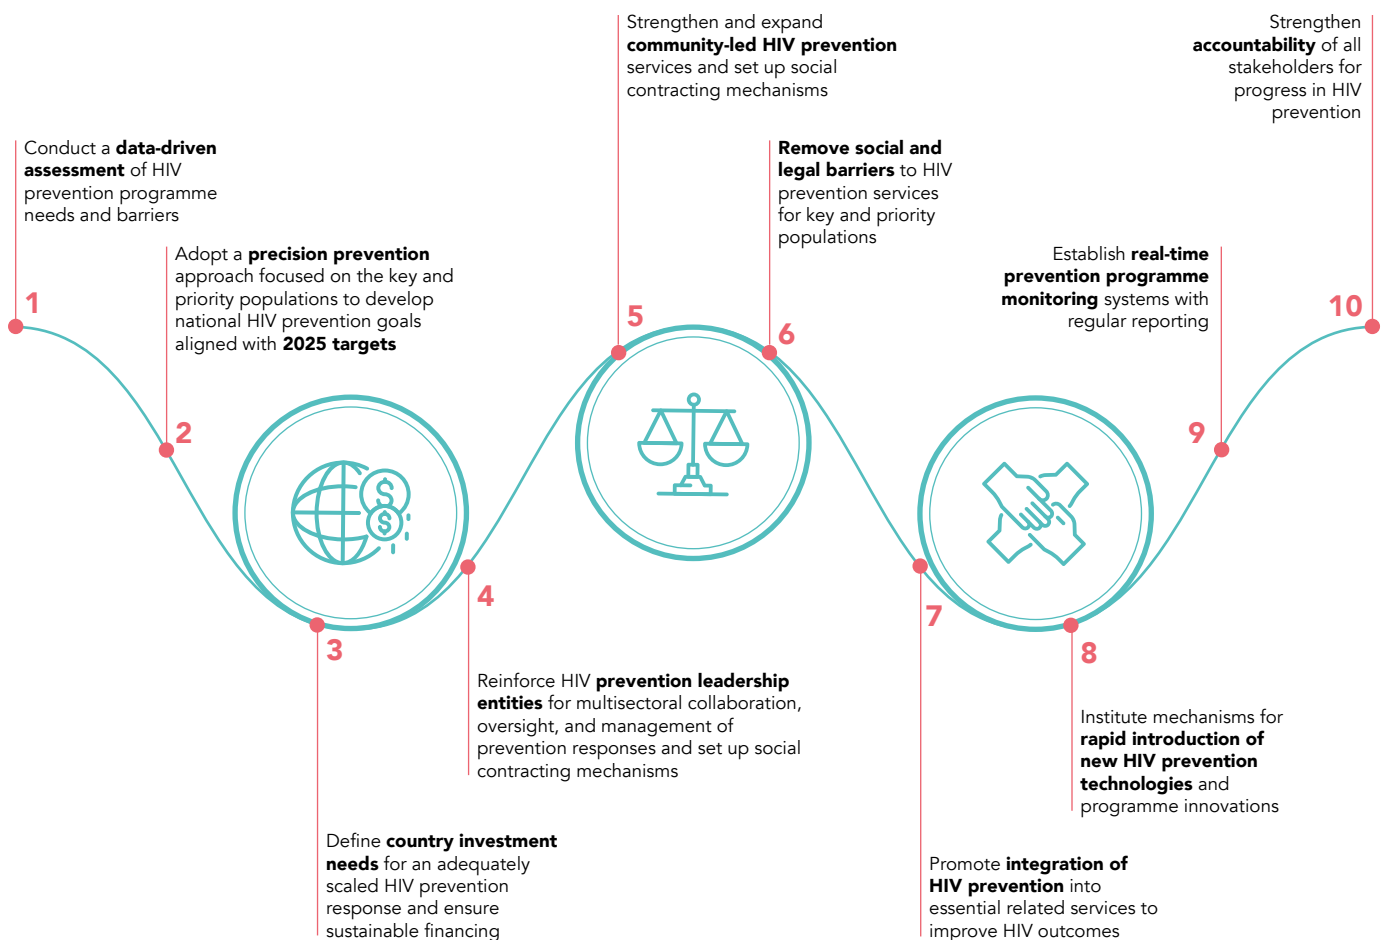 1
Conduct a data-driven
assessment of HIV
prevention programme
needs and barriers
2
Adopt a precision prevention
approach focused on the key and
priority populations to develop
national HIV prevention goals
aligned with 2025 targets
3
Define country investment
needs for an adequately
scaled HIV prevention
response and ensure
sustainable financing
4
Reinforce HIV prevention leadership
entities for multisectoral collaboration,
oversight, and management of
prevention responses and set up social
contracting mechanisms
5
Strengthen and expand
community-led HIV prevention
services and set up social
contracting mechanisms
6
Remove social and
legal barriers to HIV
prevention services
for key and priority
populations
7
Promote integration of
HIV prevention into
essential related services to
improve HIV outcomes
8
Institute mechanisms for
rapid introduction of
new HIV prevention
technologies and
programme innovations
9
Establish real-time
prevention programme
monitoring systems with
regular reporting
10
Strengthen
accountability of all
stakeholders for
progress in HIV
prevention
$
$